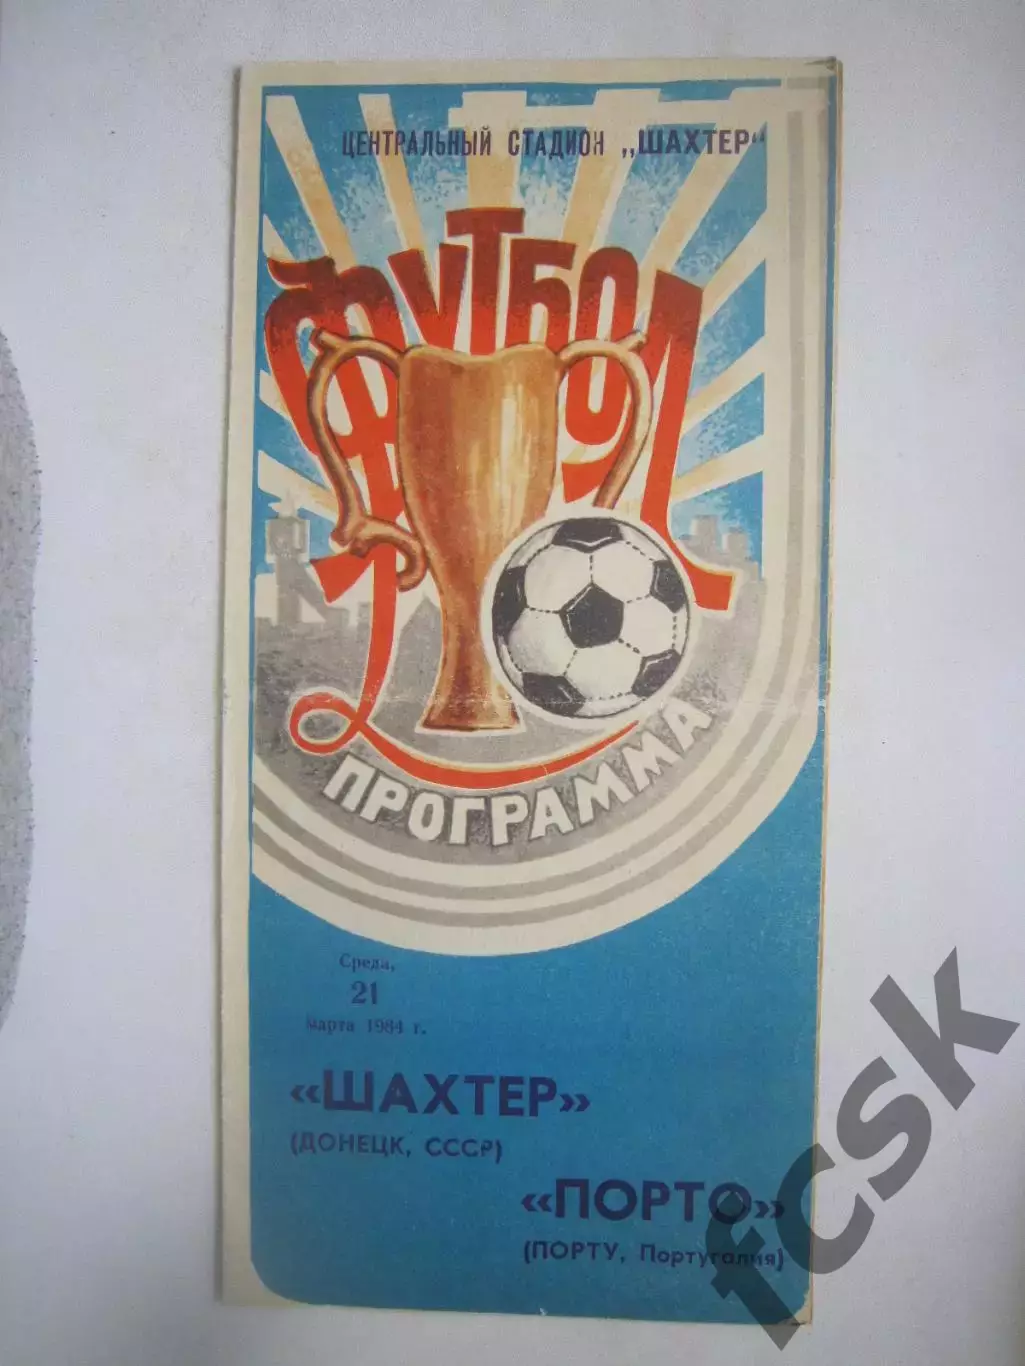 ЦЕНТРАЛЬНЫЙ СТАДИОН „ШАХТЕР"
ФУТБОЛ
ПРОГРАММА
Среда,
21
марта 1984 г.
«ШАХТЕР»
(ДОНЕЦК, СССР)
«ПОРТО»
(ПОРТУ, Португалия)
fcsk